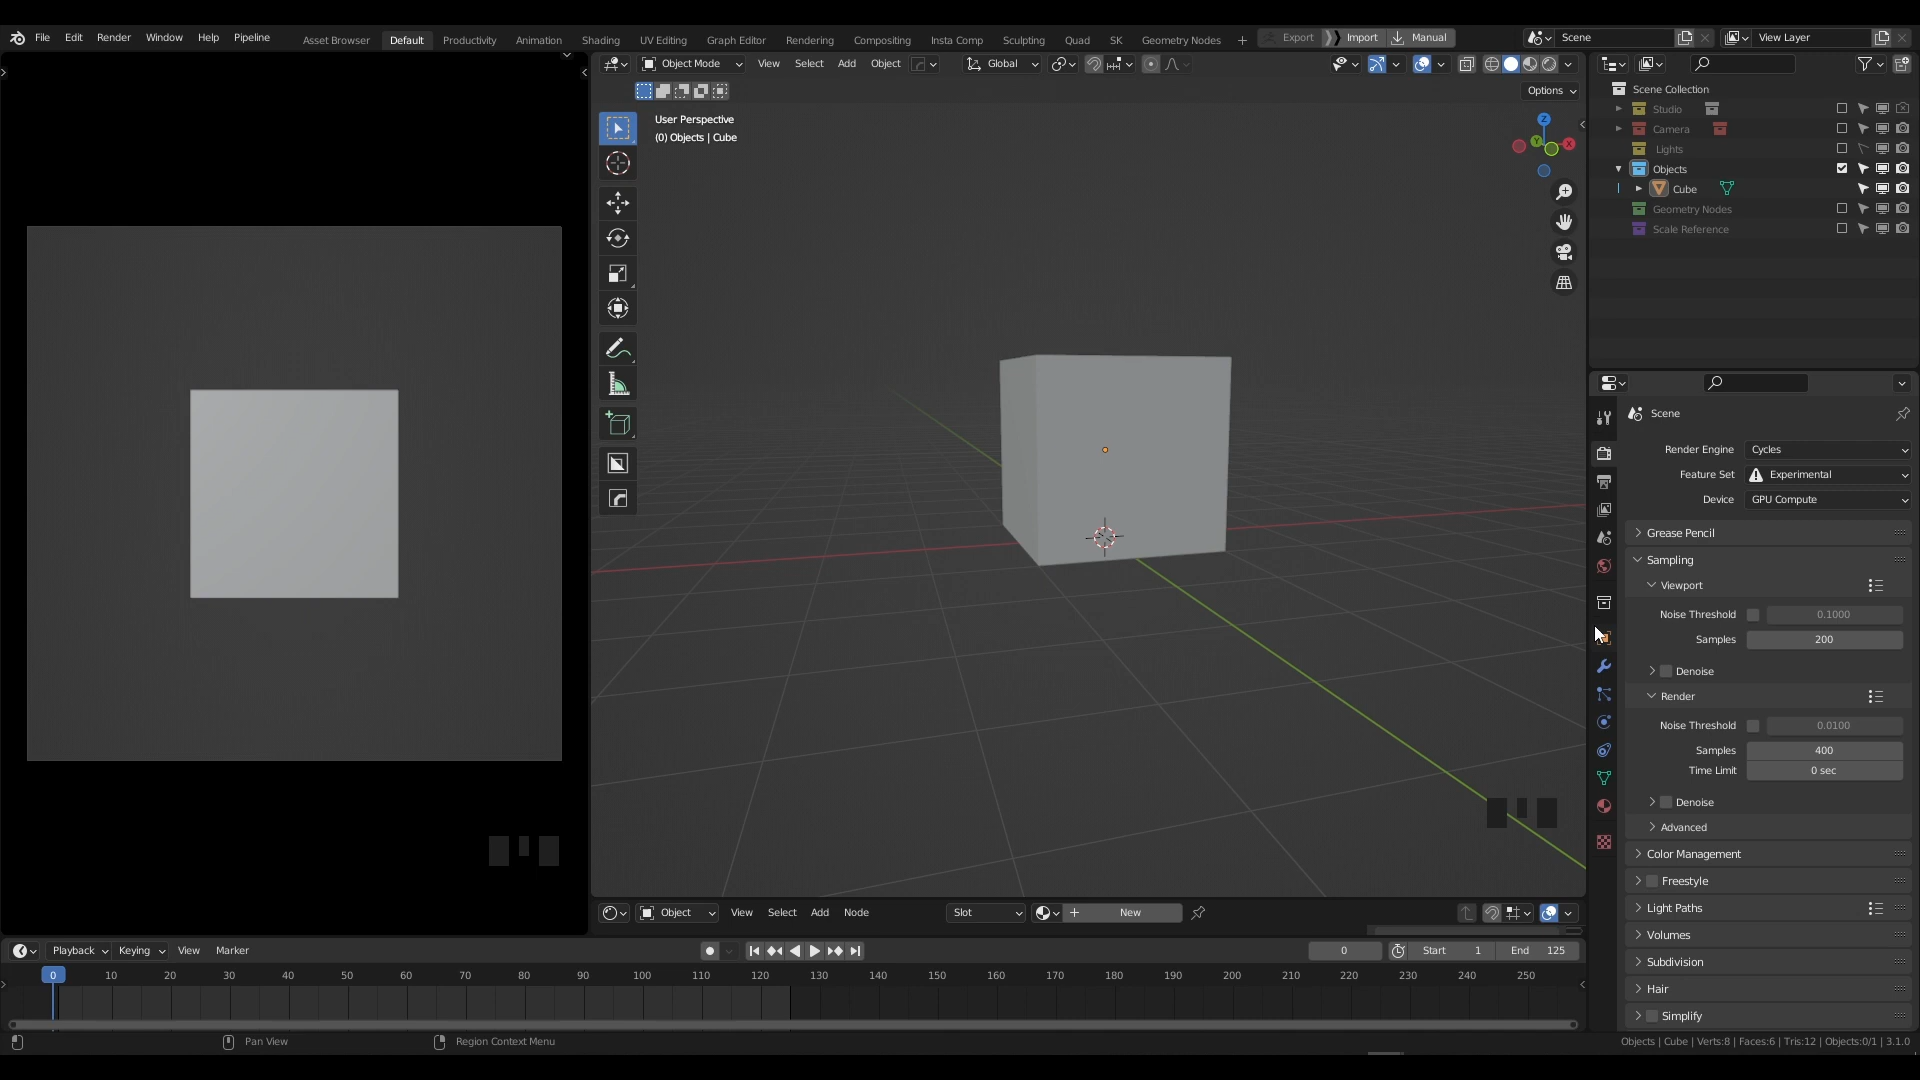 File Edit Render Window Help Pipeline
Asset Browser Default Productivity Animation Shading UV Editing Graph Editor Rendering Compositing Insta Comp Sculpting Quad SK Geometry Nodes
Export Import Manual
Scene
View Layer
Object Mode View Select Add Object Global
Options
User Perspective
(0) Objects | Cube
Z
Y
X
Scene Collection
Studio
Camera
Lights
Objects
Cube
Geometry Nodes
Scale Reference
Scene
Render Engine Cycles
Feature Set Experimental
Device GPU Compute
Grease Pencil
Sampling
Viewport
Noise Threshold 0.1000
Samples 200
Denoise
Render
Noise Threshold 0.0100
Samples 400
Time Limit 0 sec
Denoise
Advanced
Color Management
Freestyle
Light Paths
Volumes
Subdivision
Hair
Simplify
Object View Select Add Node Slot New
Playback Keying View Marker 0 Start 1 End 125
0 10 20 30 40 50 60 70 80 90 100 110 120 130 140 150 160 170 180 190 200 210 220 230 240 250
Pan View Region Context Menu
Objects | Cube | Verts:8 | Faces:6 | Tris:12 | Objects:0/1 | 3.1.0